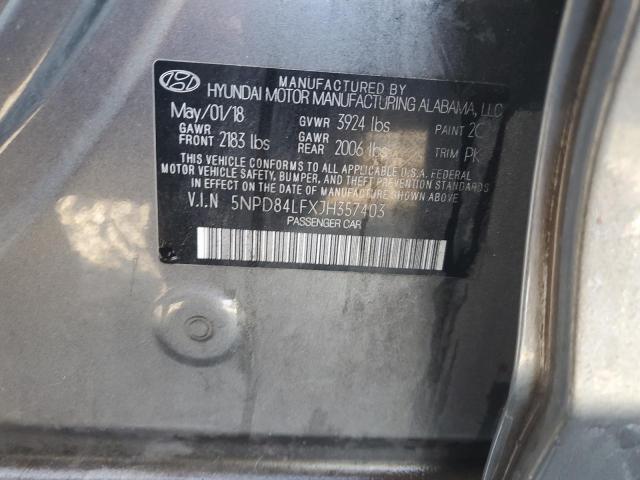 MANUFACTURED BY
HYUNDAI MOTOR MANUFACTURING ALABAMA, LLC
May/01/18 GVWR 3924 lbs PAINT 2C
GAWR FRONT 2183 lbs GAWR REAR 2006 lbs TRIM PK
THIS VEHICLE CONFORMS TO ALL APPLICABLE U.S.A. FEDERAL
MOTOR VEHICLE SAFETY, BUMPER, AND THEFT PREVENTION STANDARDS
IN EFFECT ON THE DATE OF MANUFACTURE SHOWN ABOVE
V.I.N 5NPD84LFXJH357403
PASSENGER CAR